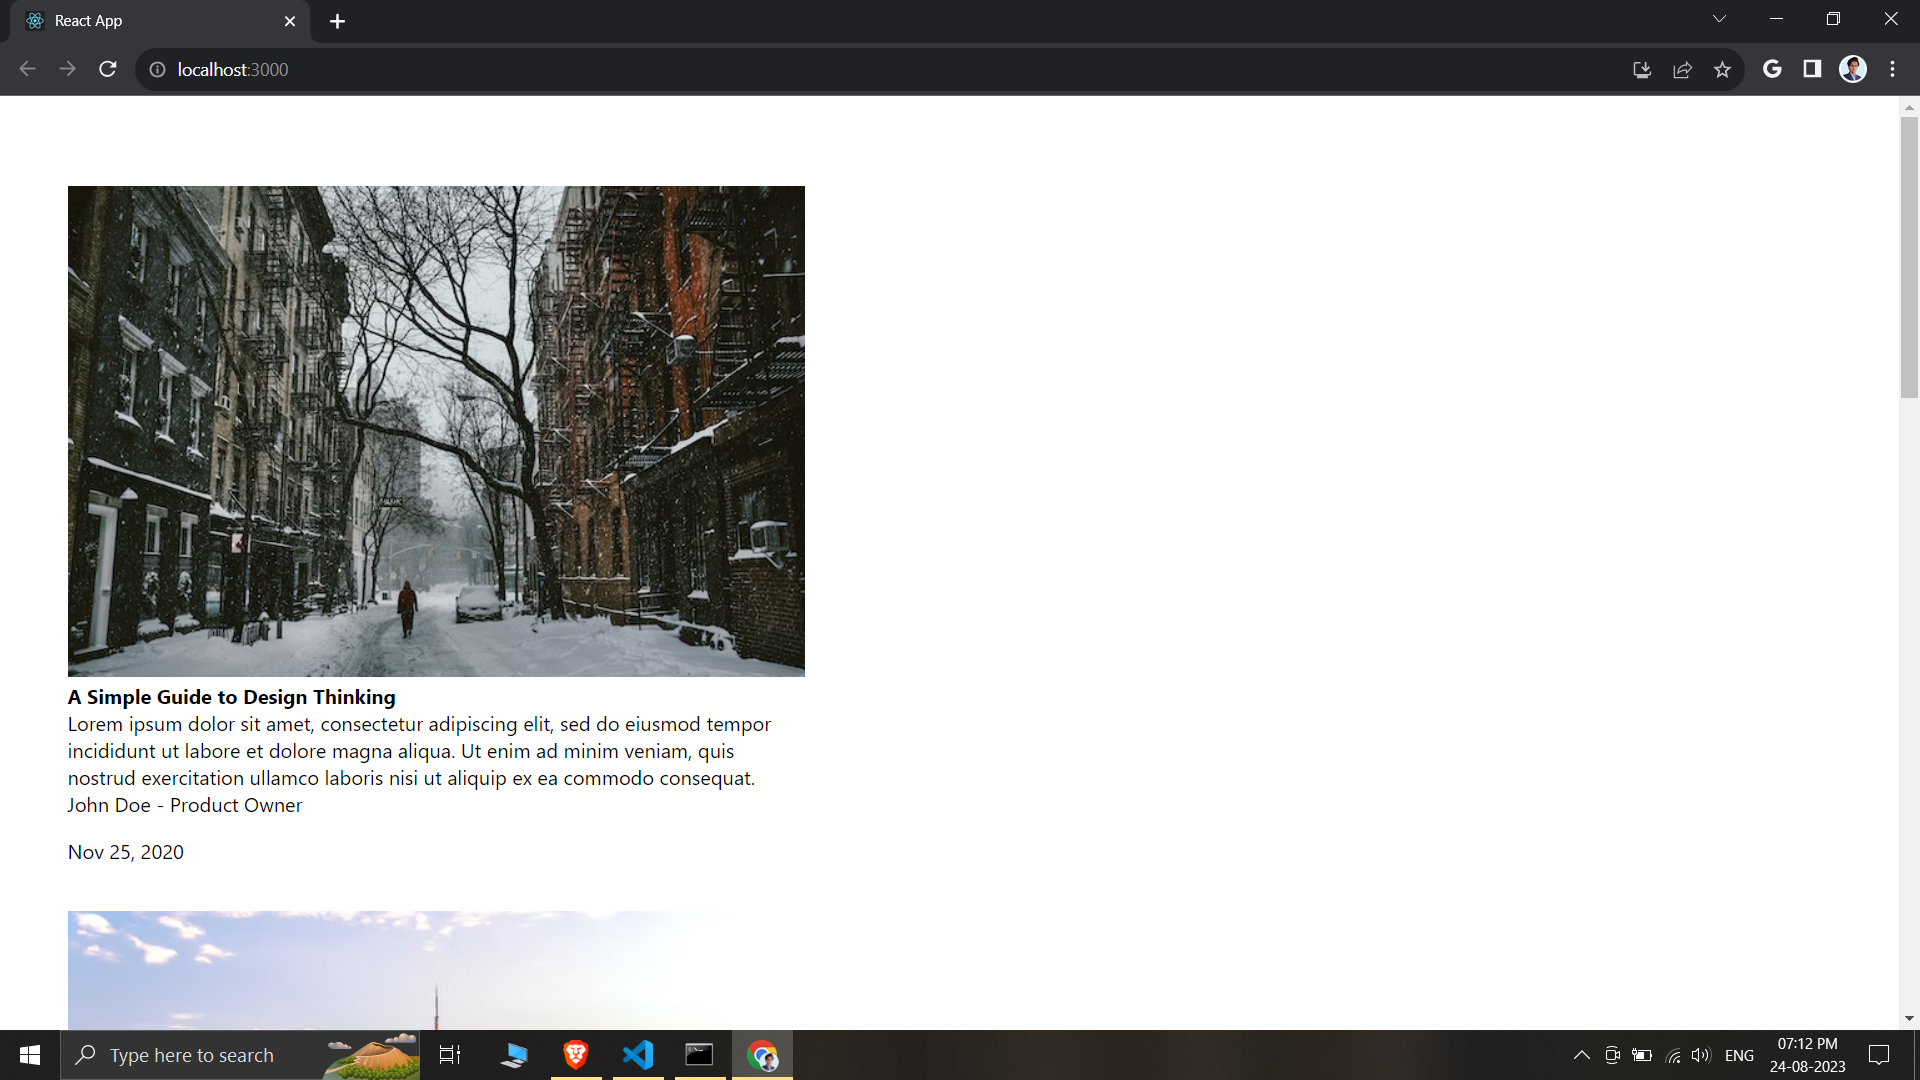 React App
localhost:3000
A Simple Guide to Design Thinking
Lorem ipsum dolor sit amet, consectetur adipiscing elit, sed do eiusmod tempor
incididunt ut labore et dolore magna aliqua. Ut enim ad minim veniam, quis
nostrud exercitation ullamco laboris nisi ut aliquip ex ea commodo consequat.
John Doe - Product Owner
Nov 25, 2020
Type here to search
ENG
07:12 PM
24-08-2023